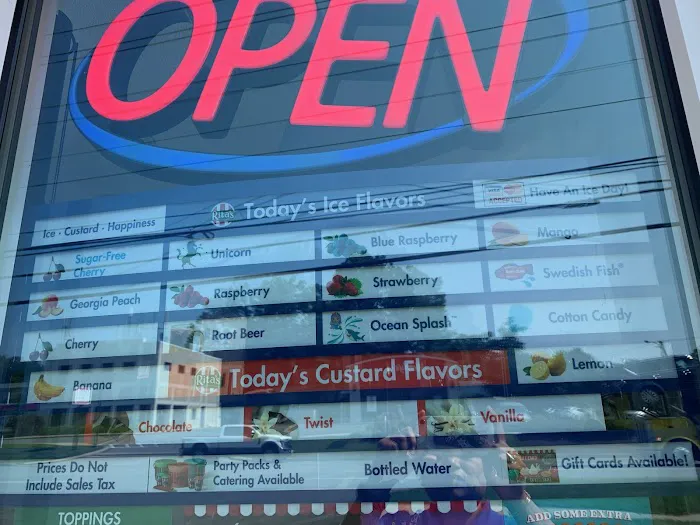 OPEN
Rita's Today's Ice Flavors
ACCEPTED
Have An Ice Day!
Ice - Custard - Happiness
Sugar-Free
Cherry
Unicorn
Blue Raspberry
Mango
Georgia Peach
Raspberry
Strawberry
Swedish Fish®
Cherry
Root Beer
Ocean Splash
Cotton Candy
Banana
Rita's Today's Custard Flavors
Lemon
Chocolate
Twist
Vanilla
Prices Do Not
Include Sales Tax
Party Packs &
Catering Available
Bottled Water
Gift Cards Available!
TOPPINGS
ADD SOME EXTRA